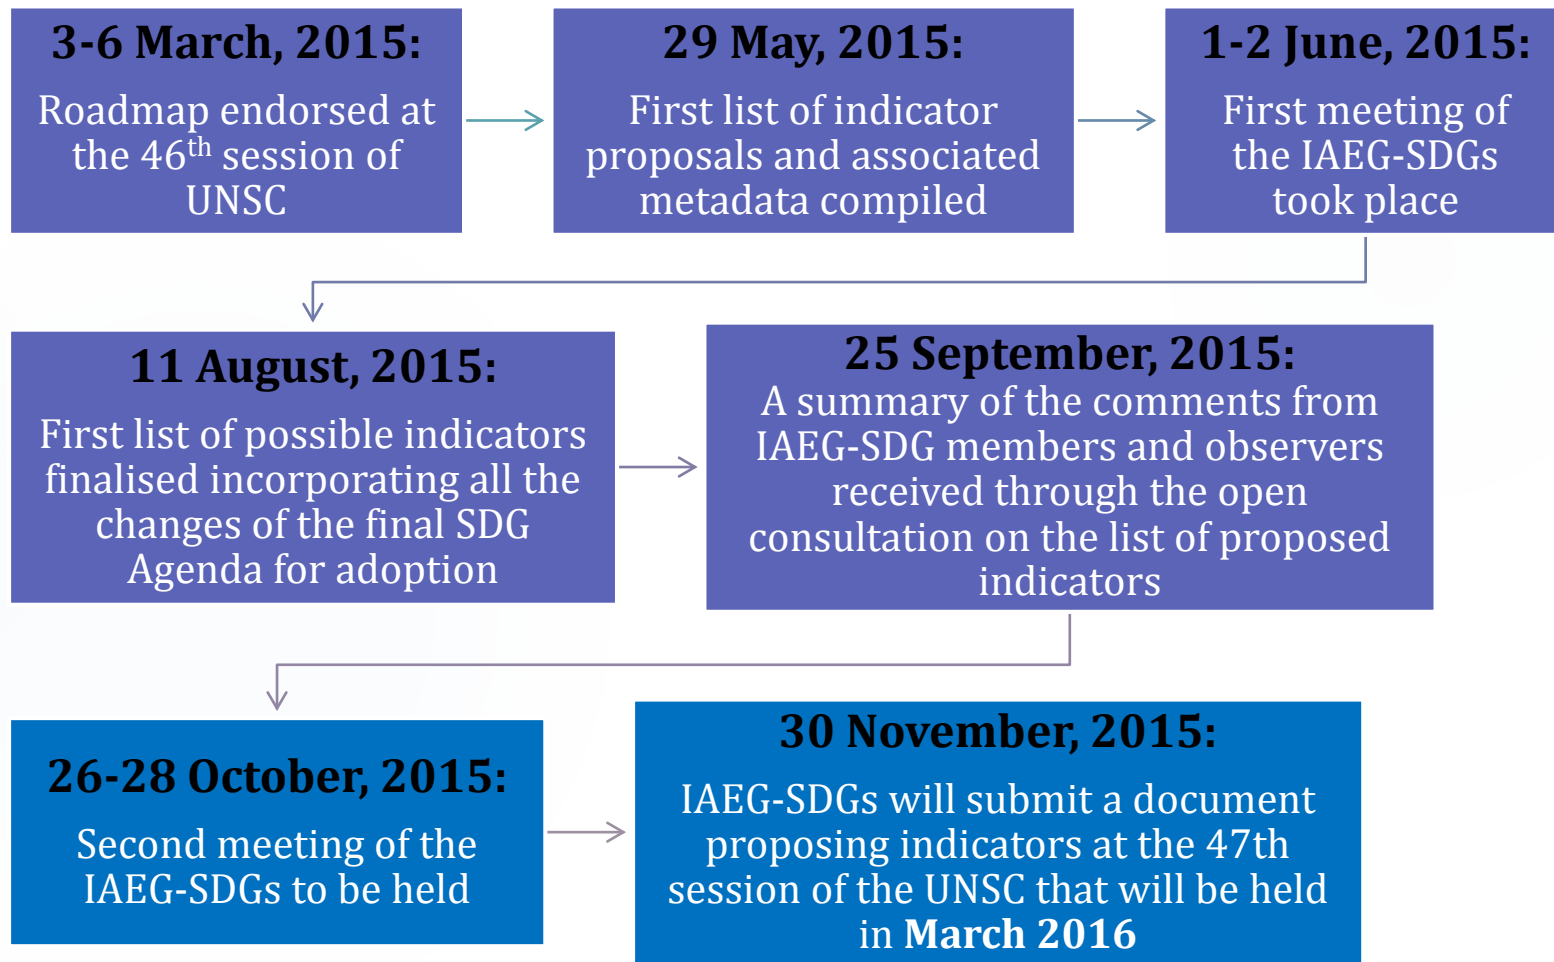 3-6 March, 2015:
Roadmap endorsed at
the 46th session of
UNSC
29 May, 2015:
First list of indicator
proposals and associated
metadata compiled
1-2 June, 2015:
First meeting of
the IAEG-SDGs
took place
11 August, 2015:
First list of possible indicators
finalised incorporating all the
changes of the final SDG
Agenda for adoption
25 September, 2015:
A summary of the comments from
IAEG-SDG members and observers
received through the open
consultation on the list of proposed
indicators
26-28 October, 2015:
Second meeting of the
IAEG-SDGs to be held
30 November, 2015:
IAEG-SDGs will submit a document
proposing indicators at the 47th
session of the UNSC that will be held
in March 2016